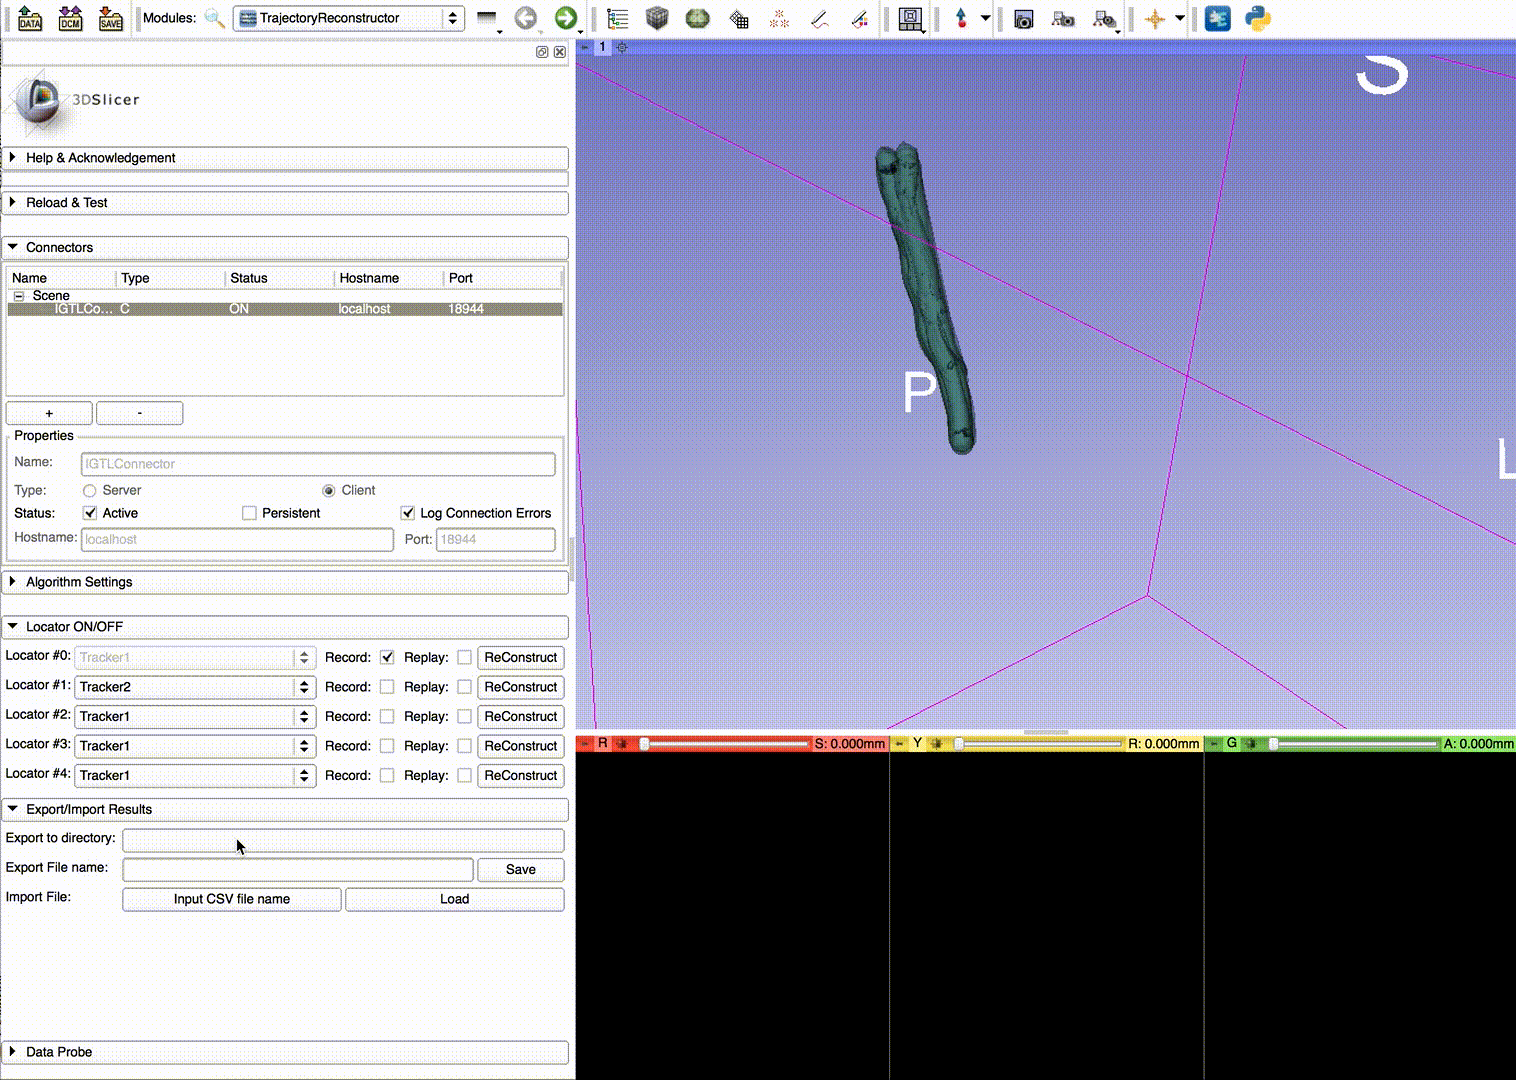 DATA DCM SAVE Modules: TrajectoryReconstructor
1
3DSlicer
S
Help & Acknowledgement
Reload & Test
Connectors
Name Type Status Hostname Port
Scene
IGTLCo... C ON localhost 18944
P
+ -
Properties
L
Name: IGTLConnector
Type: Server Client
Status: Active Persistent Log Connection Errors
Hostname: localhost Port: 18944
Algorithm Settings
Locator ON/OFF
Locator #0: Tracker1 Record: Replay: ReConstruct
Locator #1: Tracker2 Record: Replay: ReConstruct
Locator #2: Tracker1 Record: Replay: ReConstruct
Locator #3: Tracker1 Record: Replay: ReConstruct
R S: 0.000mm Y R: 0.000mm G A: 0.000mm
Locator #4: Tracker1 Record: Replay: ReConstruct
Export/Import Results
Export to directory:
Export File name: Save
Import File: Input CSV file name Load
Data Probe